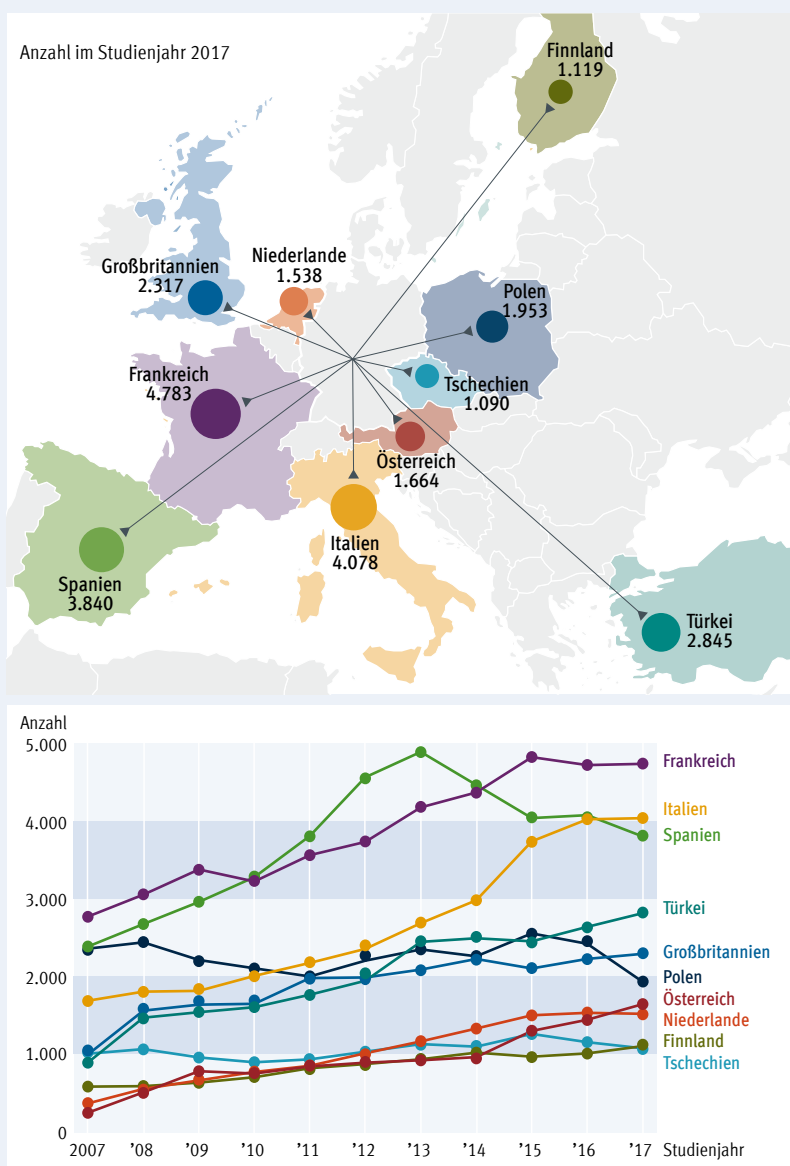 Anzahl im Studienjahr 2017
Finnland
1.119
Großbritannien
2.317
Niederlande
1.538
Polen
1.953
Frankreich
4.783
Tschechien
1.090
Österreich
1.664
Italien
4.078
Spanien
3.840
Türkei
2.845
Anzahl
5.000
4.000
3.000
2.000
1.000
0
Frankreich
Italien
Spanien
Türkei
Großbritannien
Polen
Österreich
Niederlande
Finnland
Tschechien
2007 '08 '09 '10 '11 '12 '13 '14 '15 '16 '17 Studienjahr